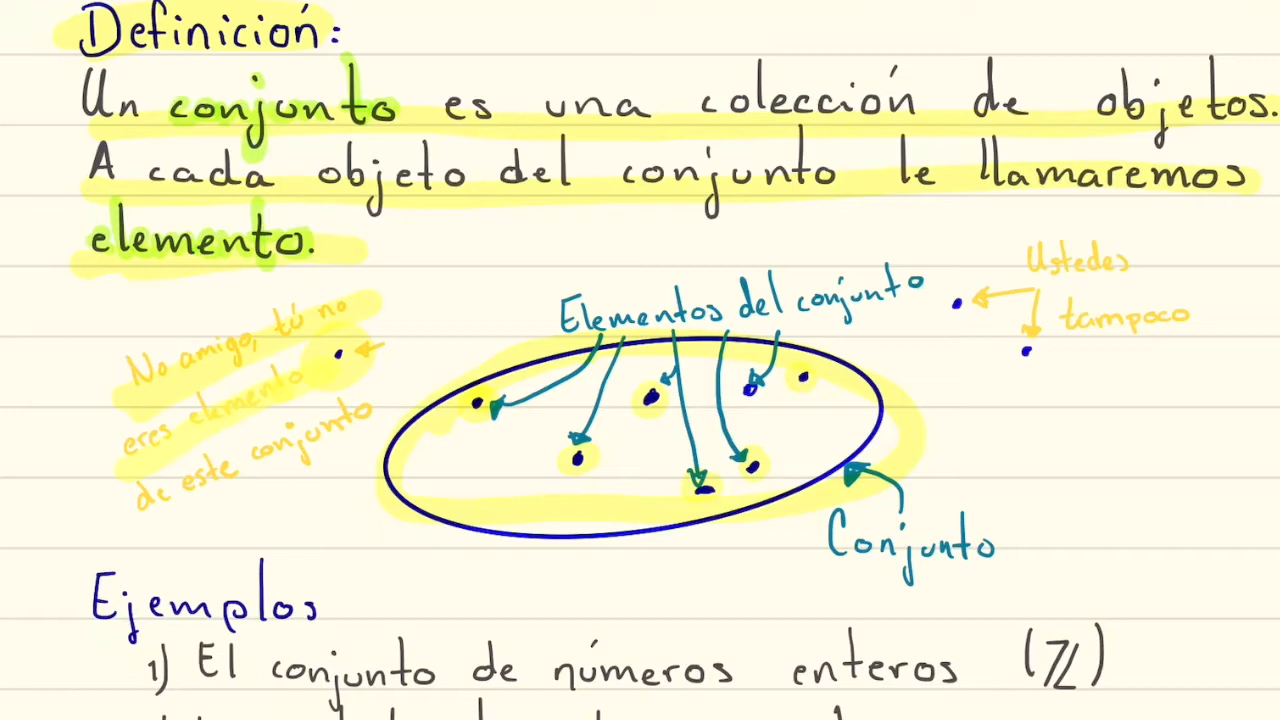 Definición:
Un conjunto es una colección de objetos.
A cada objeto del conjunto le llamaremos
elemento.
Ustedes
tampoco
Elementos del conjunto
No amigo, tú no
eres elemento
de este conjunto
Conjunto
Ejemplos
1) El conjunto de números enteros (ℤ)